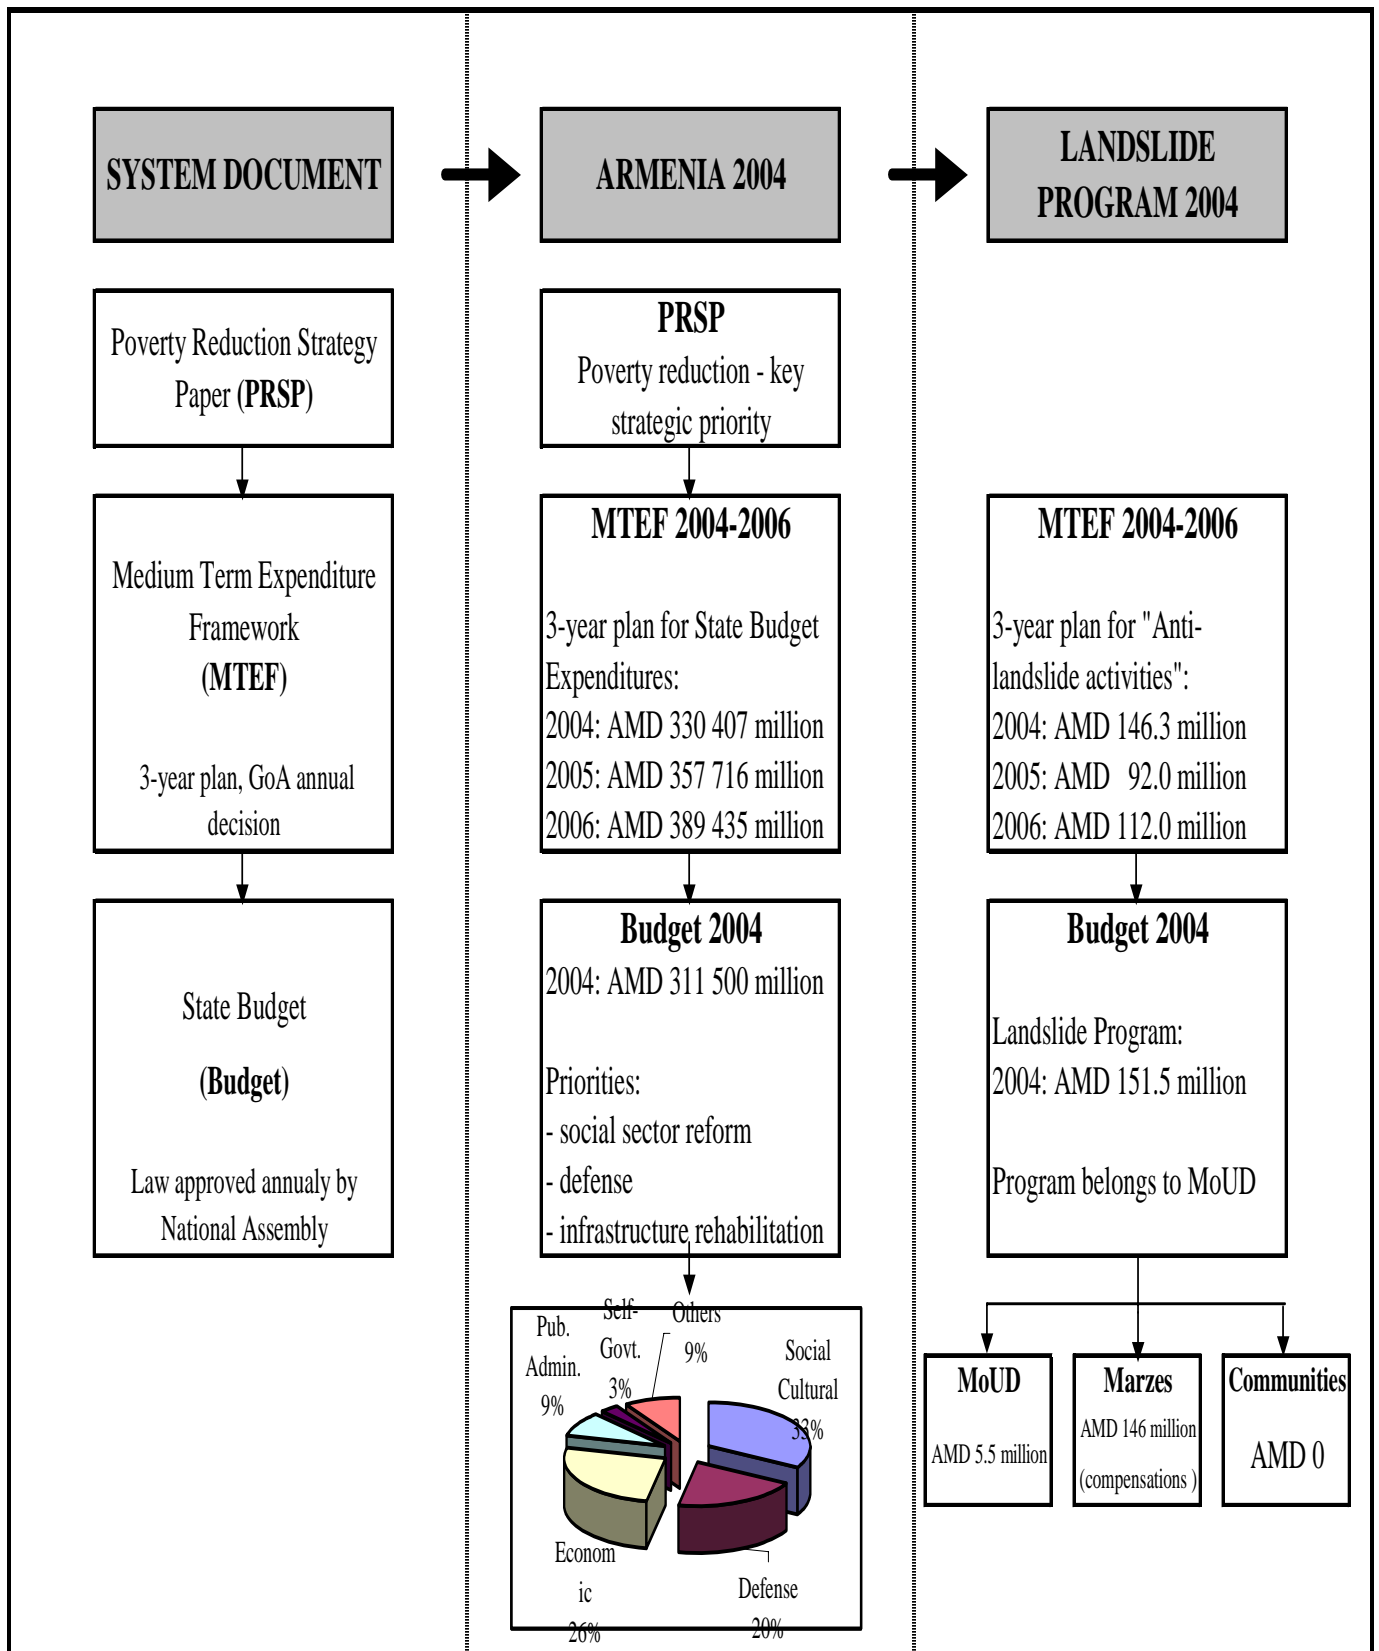 SYSTEM DOCUMENT
ARMENIA 2004
LANDSLIDE
PROGRAM 2004
Poverty Reduction Strategy
Paper (PRSP)
Medium Term Expenditure
Framework
(MTEF)
3-year plan, GoA annual
decision
State Budget
(Budget)
Law approved annualy by
National Assembly
PRSP
Poverty reduction - key
strategic priority
MTEF 2004-2006
3-year plan for State Budget
Expenditures:
2004: AMD 330 407 million
2005: AMD 357 716 million
2006: AMD 389 435 million
Budget 2004
2004: AMD 311 500 million
Priorities:
- social sector reform
- defense
- infrastructure rehabilitation
Pub.
Admin.
9%
Self-
Govt.
3%
Others
9%
Social
Cultural
33%
Econom
ic
26%
Defense
20%
MTEF 2004-2006
3-year plan for "Anti-
landslide activities":
2004: AMD 146.3 million
2005: AMD 92.0 million
2006: AMD 112.0 million
Budget 2004
Landslide Program:
2004: AMD 151.5 million
Program belongs to MoUD
MoUD
AMD 5.5 million
Marzes
AMD 146 million
(compensations )
Communities
AMD 0